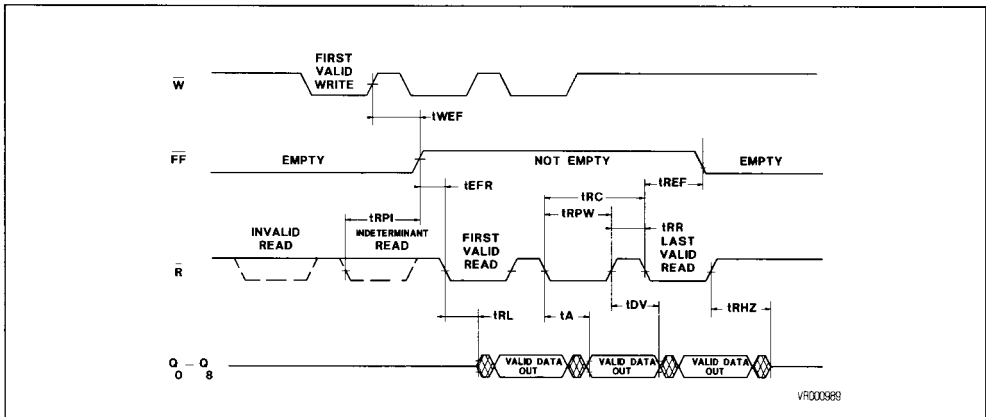 FIRST
VALID
WRITE
W
tWEF
FF
EMPTY
NOT EMPTY
EMPTY
tEFR
tRC
tREF
tRPI
tRPW
tRR
INVALID
READ
INDETERMINANT
READ
FIRST
VALID
READ
LAST
VALID
READ
R
tRL
tA
tDV
tRHZ
Q0 – Q8
VALID DATA
OUT
VALID DATA
OUT
VALID DATA
OUT
VR000989